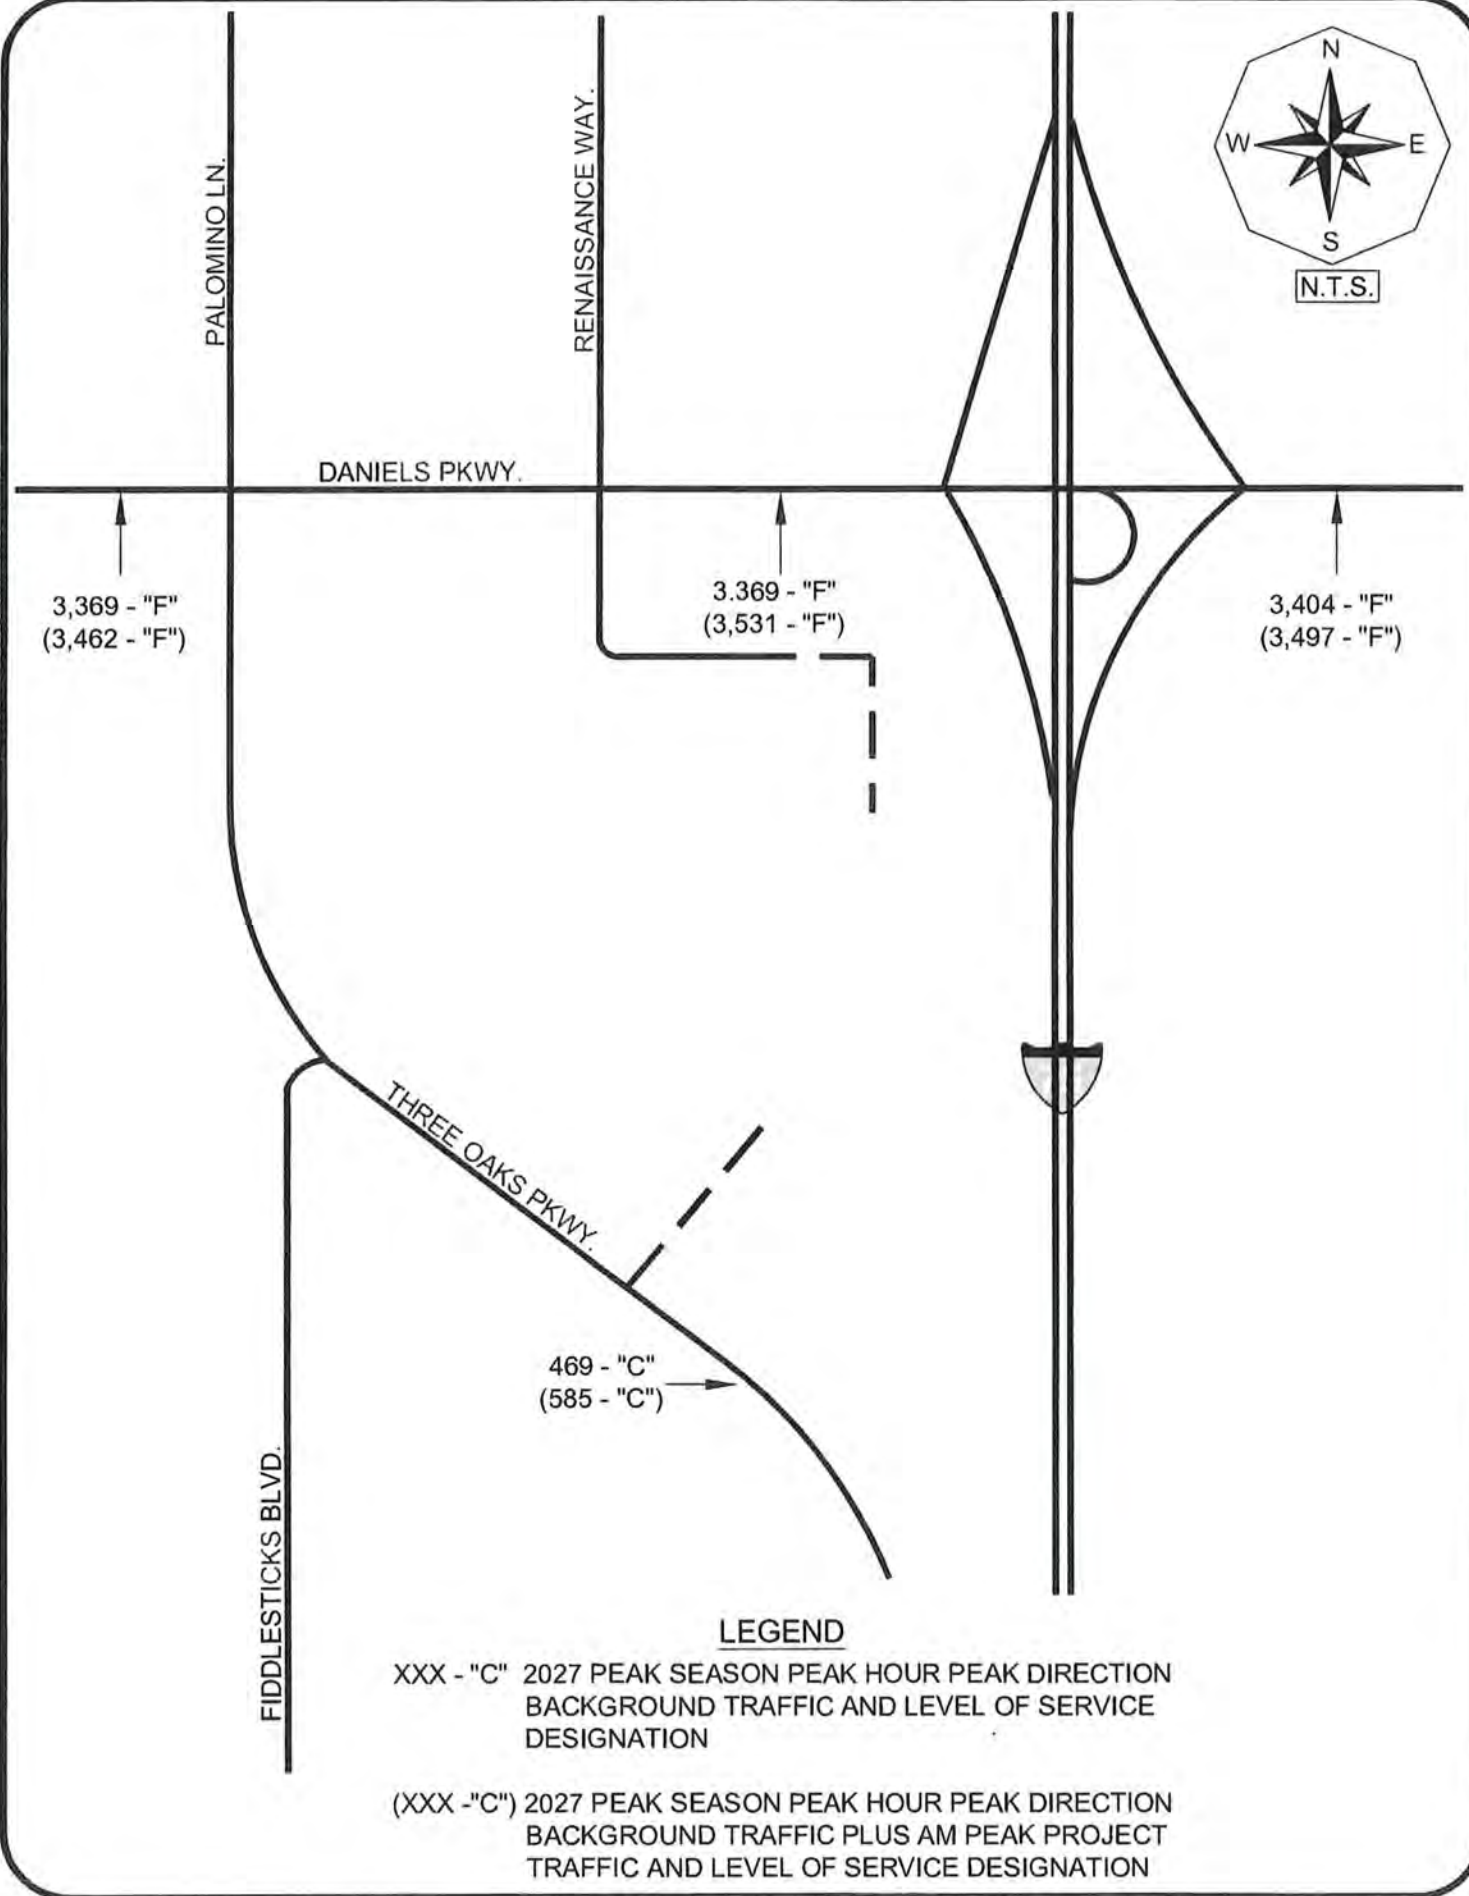 N
W E
S
N.T.S.
PALOMINO LN.
RENAISSANCE WAY.
DANIELS PKWY.
3,369 - "F"
(3,462 - "F")
3.369 - "F"
(3,531 - "F")
3,404 - "F"
(3,497 - "F")
THREE OAKS PKWY.
469 - "C"
(585 - "C")
FIDDLESTICKS BLVD.
LEGEND
XXX - "C" 2027 PEAK SEASON PEAK HOUR PEAK DIRECTION
BACKGROUND TRAFFIC AND LEVEL OF SERVICE
DESIGNATION
(XXX -"C") 2027 PEAK SEASON PEAK HOUR PEAK DIRECTION
BACKGROUND TRAFFIC PLUS AM PEAK PROJECT
TRAFFIC AND LEVEL OF SERVICE DESIGNATION